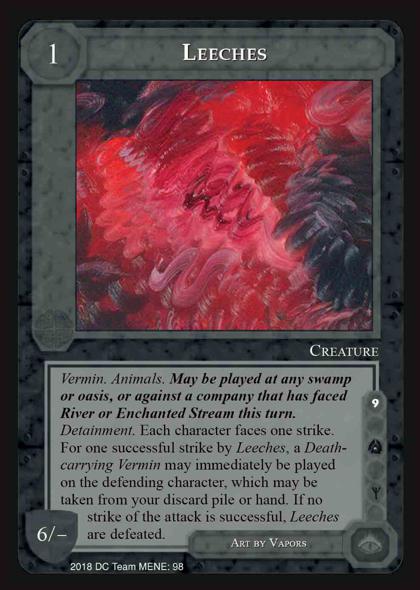 1
LEECHES
CREATURE
Vermin. Animals. May be played at any swamp
or oasis, or against a company that has faced
River or Enchanted Stream this turn.
Detainment. Each character faces one strike.
For one successful strike by Leeches, a Death-
carrying Vermin may immediately be played
on the defending character, which may be
taken from your discard pile or hand. If no
strike of the attack is successful, Leeches
are defeated.
9
6/–
ART BY VAPORS
2018 DC Team MENE: 98